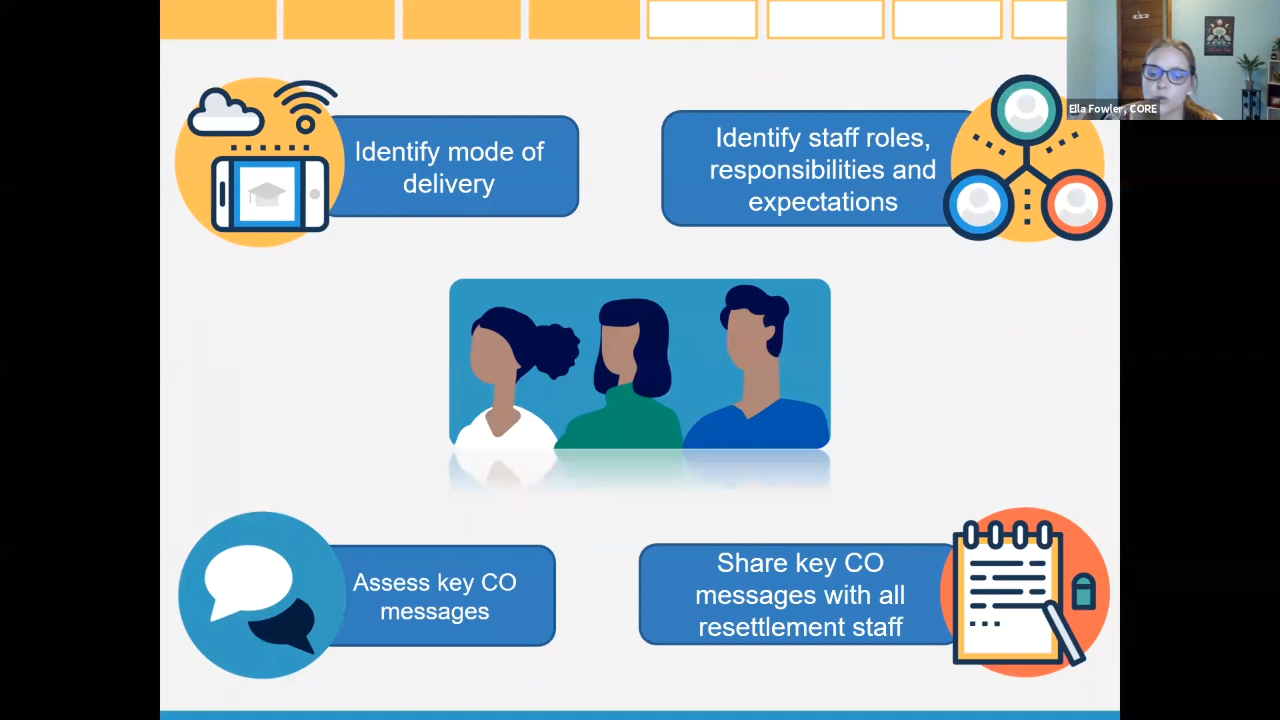 Identify mode of
delivery
Identify staff roles,
responsibilities and
expectations
Ella Fowler, CORE
Assess key CO
messages
Share key CO
messages with all
resettlement staff